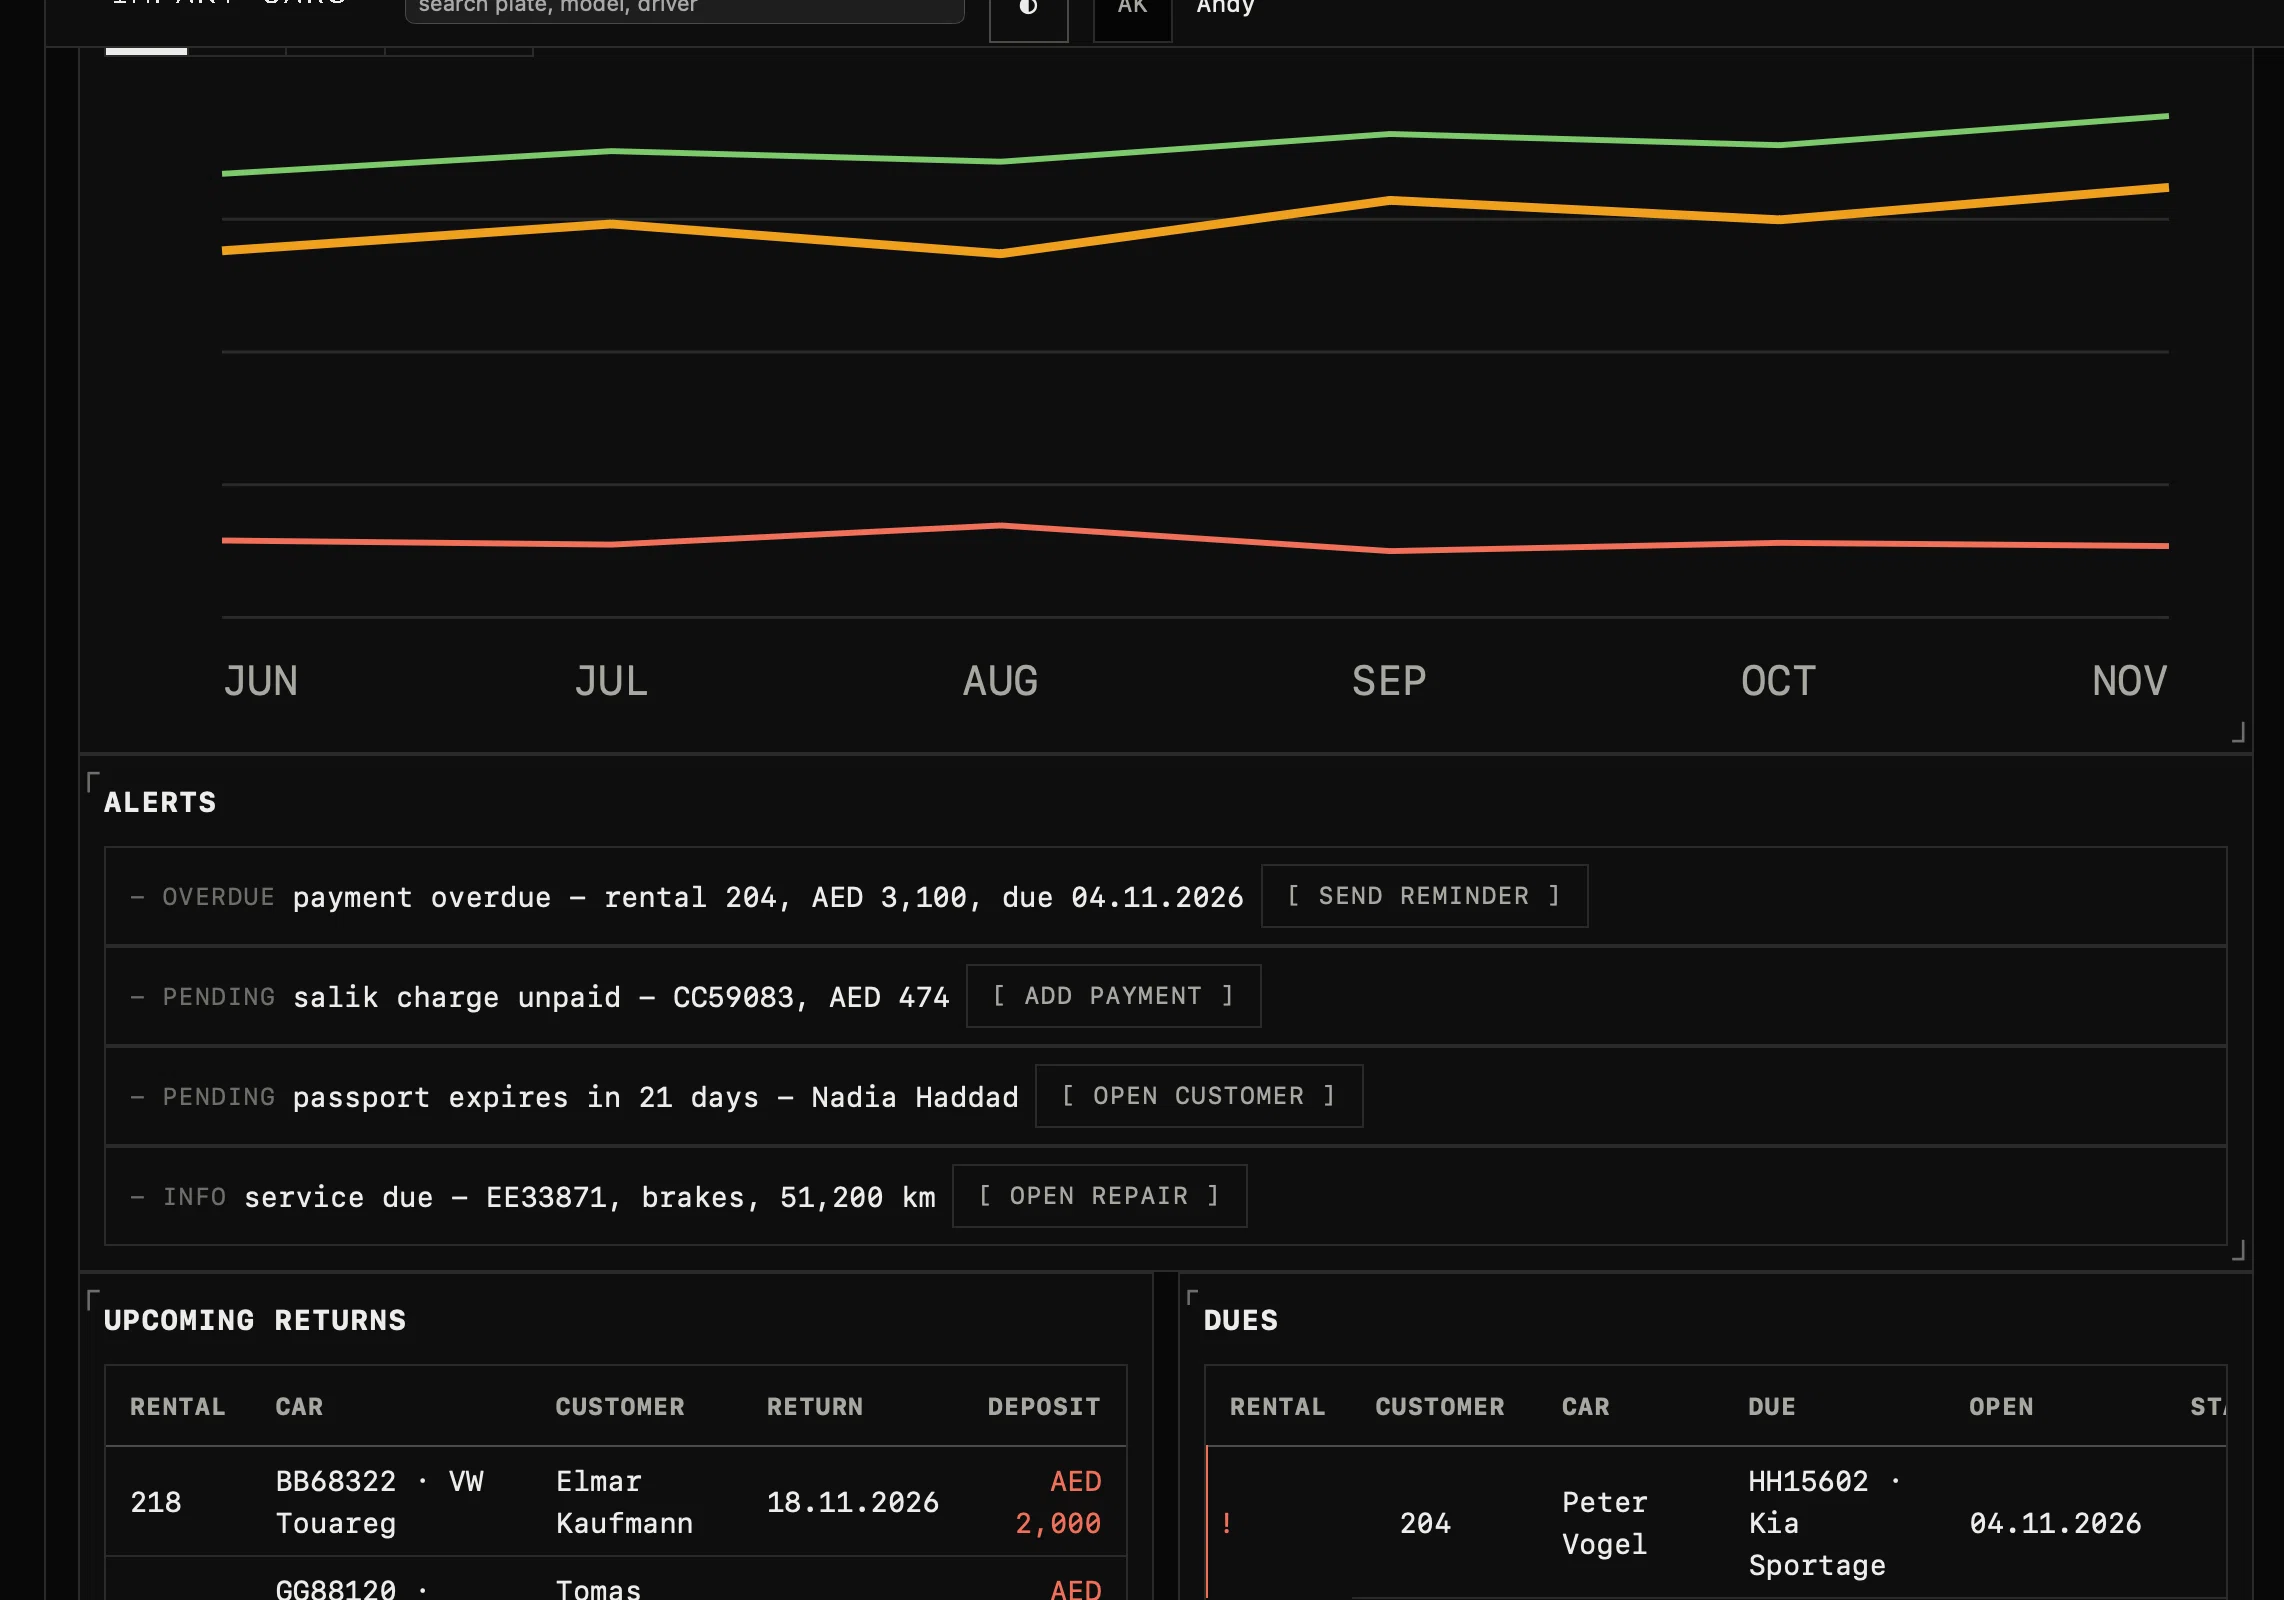 search plate, model, driver
AK
Andy
JUN JUL AUG SEP OCT NOV
ALERTS
— OVERDUE payment overdue — rental 204, AED 3,100, due 04.11.2026 [ SEND REMINDER ]
— PENDING salik charge unpaid — CC59083, AED 474 [ ADD PAYMENT ]
— PENDING passport expires in 21 days — Nadia Haddad [ OPEN CUSTOMER ]
— INFO service due — EE33871, brakes, 51,200 km [ OPEN REPAIR ]
UPCOMING RETURNS
RENTAL CAR CUSTOMER RETURN DEPOSIT
218
BB68322 · VW
Touareg
Elmar
Kaufmann
18.11.2026
AED
2,000
GG88120 ·
Tomas
AED
DUES
RENTAL CUSTOMER CAR DUE OPEN
!
204
Peter
Vogel
HH15602 ·
Kia
Sportage
04.11.2026